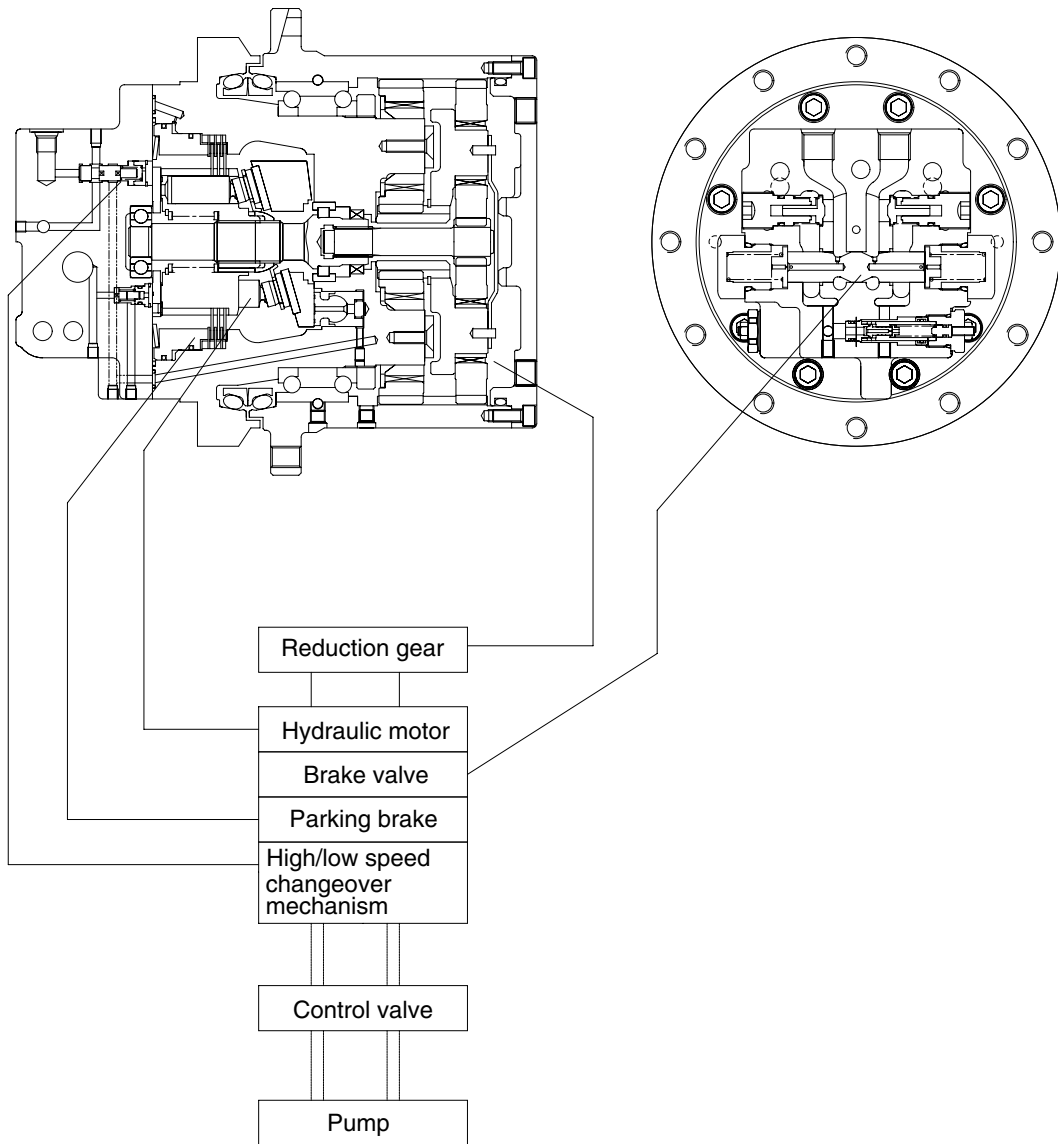 Reduction gear
Hydraulic motor
Brake valve
Parking brake
High/low speed
changeover
mechanism
Control valve
Pump